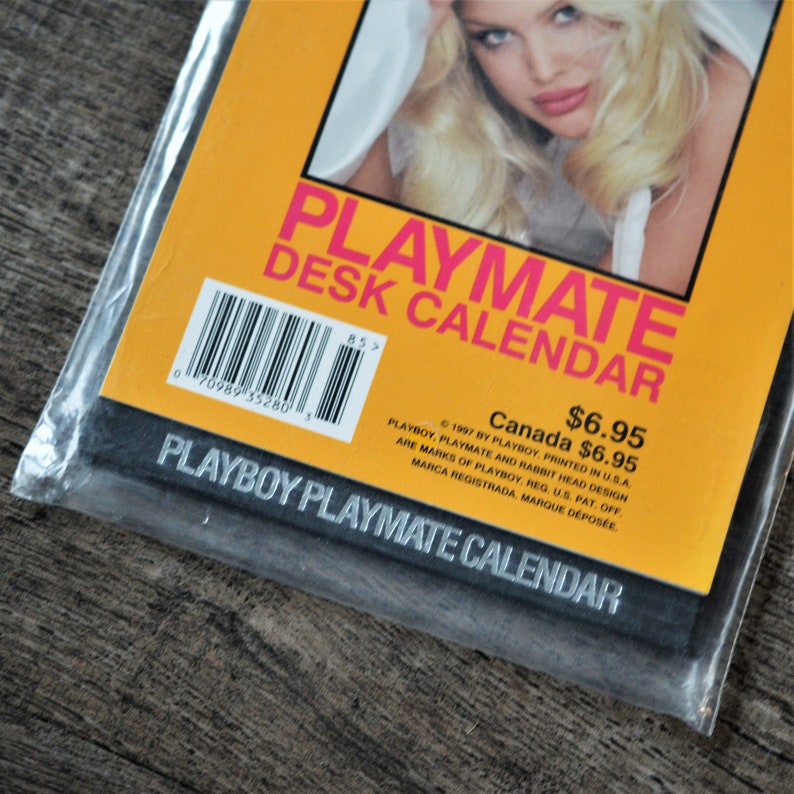 PLAYMATE
DESK CALENDAR
85>
0 70989 35280 3
$6.95
Canada $6.95
© 1997 BY PLAYBOY. PRINTED IN U.S.A.
PLAYBOY, PLAYMATE AND RABBIT HEAD DESIGN
ARE MARKS OF PLAYBOY. REG. U.S. PAT. OFF.
MARCA REGISTRADA. MARQUE DÉPOSÉE.
PLAYBOY PLAYMATE CALENDAR